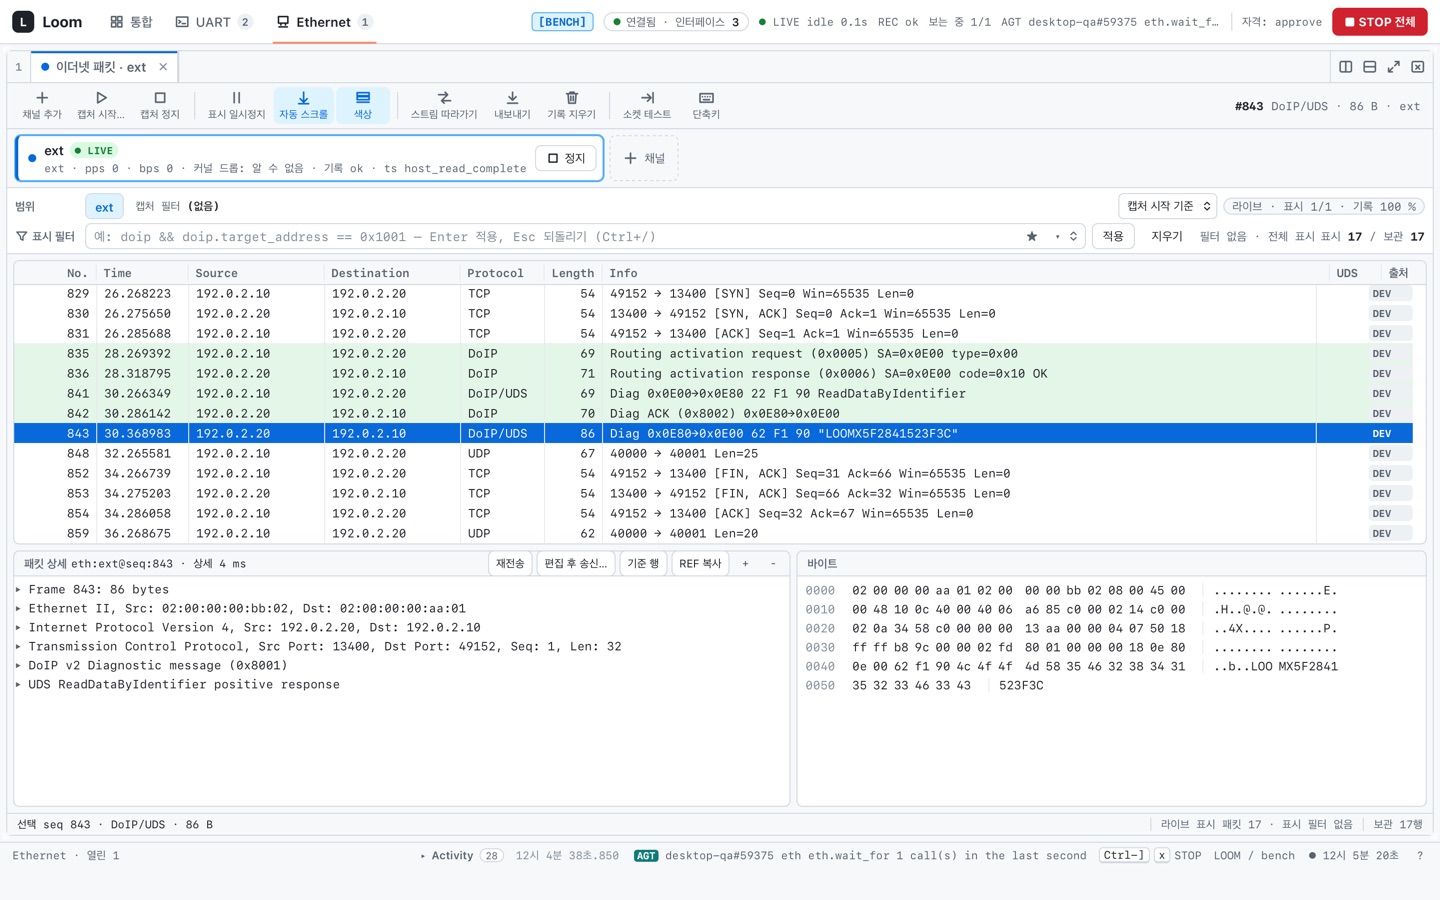 L Loom 통합 UART 2 Ethernet 1 [BENCH] 연결됨 · 인터페이스 3 LIVE idle 0.1s REC ok 보는 중 1/1 AGT desktop-qa#59375 eth.wait_f… 자격: approve STOP 전체
1 이더넷 패킷 · ext ×
채널 추가 캡처 시작… 캡처 정지 표시 일시정지 자동 스크롤 색상 스트림 따라가기 내보내기 기록 지우기 소켓 테스트 단축키 #843 DoIP/UDS · 86 B · ext
ext LIVE
ext · pps 0 · bps 0 · 커널 드롭: 알 수 없음 · 기록 ok · ts host_read_complete 정지 + 채널
범위 ext 캡처 필터 (없음) 캡처 시작 기준 라이브 · 표시 1/1 · 기록 100 %
표시 필터 예: doip && doip.target_address == 0x1001 — Enter 적용, Esc 되돌리기 (Ctrl+/) ★ 적용 지우기 필터 없음 · 전체 표시 표시 17 / 보관 17
No. Time Source Destination Protocol Length Info UDS 출처
829 26.268223 192.0.2.10 192.0.2.20 TCP 54 49152 → 13400 [SYN] Seq=0 Win=65535 Len=0 DEV
830 26.275650 192.0.2.20 192.0.2.10 TCP 54 13400 → 49152 [SYN, ACK] Seq=0 Ack=1 Win=65535 Len=0 DEV
831 26.285688 192.0.2.10 192.0.2.20 TCP 54 49152 → 13400 [ACK] Seq=1 Ack=1 Win=65535 Len=0 DEV
835 28.269392 192.0.2.10 192.0.2.20 DoIP 69 Routing activation request (0x0005) SA=0x0E00 type=0x00 DEV
836 28.318795 192.0.2.20 192.0.2.10 DoIP 71 Routing activation response (0x0006) SA=0x0E00 code=0x10 OK DEV
841 30.266349 192.0.2.10 192.0.2.20 DoIP/UDS 69 Diag 0x0E00→0x0E80 22 F1 90 ReadDataByIdentifier DEV
842 30.286142 192.0.2.20 192.0.2.10 DoIP 70 Diag ACK (0x8002) 0x0E80→0x0E00 DEV
843 30.368983 192.0.2.20 192.0.2.10 DoIP/UDS 86 Diag 0x0E80→0x0E00 62 F1 90 "LOOMX5F2841523F3C" DEV
848 32.265581 192.0.2.10 192.0.2.20 UDP 67 40000 → 40001 Len=25 DEV
852 34.266739 192.0.2.10 192.0.2.20 TCP 54 49152 → 13400 [FIN, ACK] Seq=31 Ack=66 Win=65535 Len=0 DEV
853 34.275203 192.0.2.20 192.0.2.10 TCP 54 13400 → 49152 [FIN, ACK] Seq=66 Ack=32 Win=65535 Len=0 DEV
854 34.286058 192.0.2.10 192.0.2.20 TCP 54 49152 → 13400 [ACK] Seq=32 Ack=67 Win=65535 Len=0 DEV
859 36.268675 192.0.2.10 192.0.2.20 UDP 62 40000 → 40001 Len=20 DEV
패킷 상세 eth:ext@seq:843 · 상세 4 ms 재전송 편집 후 송신… 기준 행 REF 복사 + -
Frame 843: 86 bytes
Ethernet II, Src: 02:00:00:00:bb:02, Dst: 02:00:00:00:aa:01
Internet Protocol Version 4, Src: 192.0.2.20, Dst: 192.0.2.10
Transmission Control Protocol, Src Port: 13400, Dst Port: 49152, Seq: 1, Len: 32
DoIP v2 Diagnostic message (0x8001)
UDS ReadDataByIdentifier positive response
바이트
0000 02 00 00 00 aa 01 02 00 00 00 bb 02 08 00 45 00 ........ ......E.
0010 00 48 10 0c 40 00 40 06 a6 85 c0 00 02 14 c0 00 .H..@.@. ........
0020 02 0a 34 58 c0 00 00 00 13 aa 00 00 04 07 50 18 ..4X.... ......P.
0030 ff ff b8 9c 00 00 02 fd 80 01 00 00 00 18 0e 80 ........ ........
0040 0e 00 62 f1 90 4c 4f 4f 4d 58 35 46 32 38 34 31 ..b..LOO MX5F2841
0050 35 32 33 46 33 43 523F3C
선택 seq 843 · DoIP/UDS · 86 B 라이브 표시 패킷 17 · 표시 필터 없음 보관 17행
Ethernet · 열린 1 Activity 28 12시 4분 38초.850 AGT desktop-qa#59375 eth eth.wait_for 1 call(s) in the last second Ctrl-] x STOP LOOM / bench 12시 5분 20초 ?